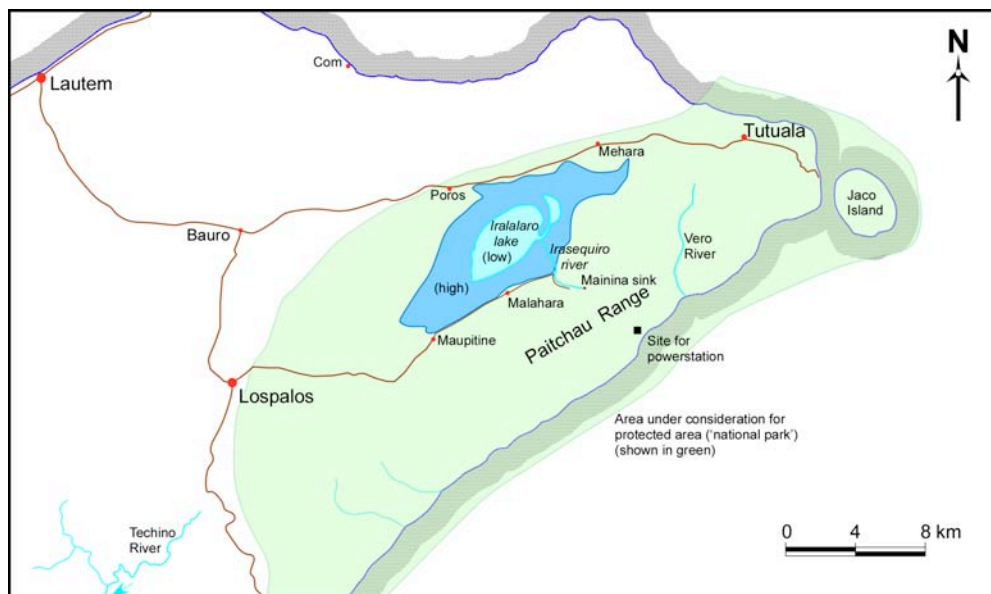 N
Com
Lautem
Tutuala
Mehara
Poros
Jaco
Island
Iralalaro
lake
(low)
Bauro
Vero
River
Irasequiro
river
(high)
Mainina sink
Malahara
Paitchau Range
Maupitine
Site for
powerstation
Lospalos
Area under consideration for
protected area ('national park')
(shown in green)
Techino
River
0 4 8 km